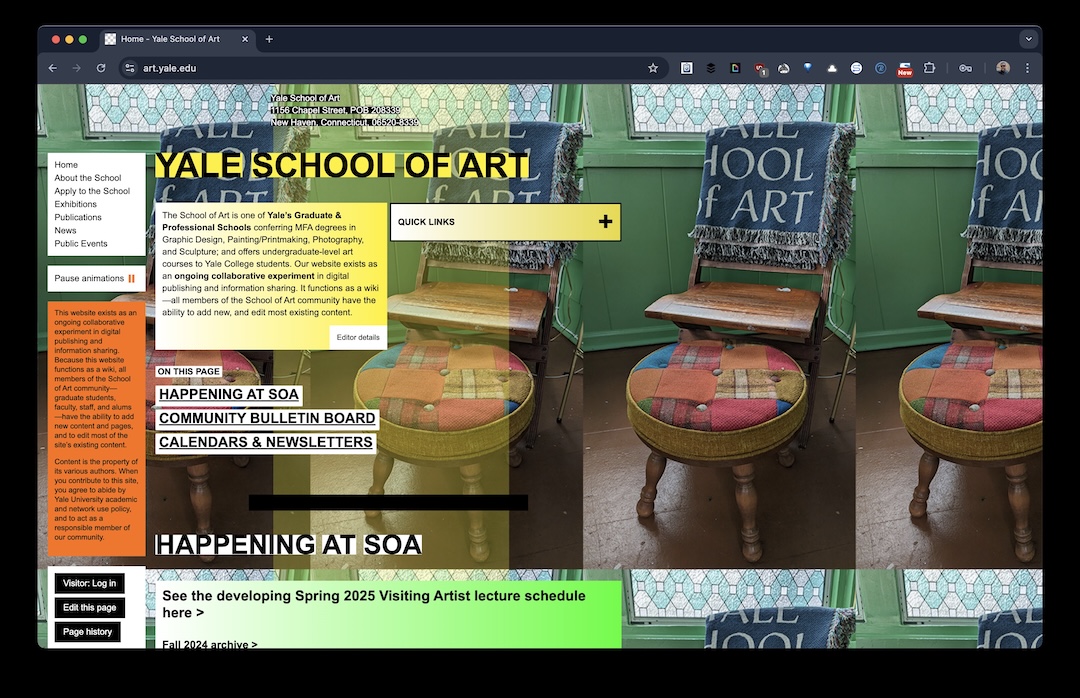 Home - Yale School of Art
art.yale.edu
1
New
Yale School of Art
1156 Chapel Street, POB 208339
New Haven, Connecticut, 06520-8339
YALE SCHOOL OF ART
Home
About the School
Apply to the School
Exhibitions
Publications
News
Public Events
Pause animations
This website exists as an
ongoing collaborative
experiment in digital
publishing and
information sharing.
Because this website
functions as a wiki, all
members of the School
of Art community—
graduate students,
faculty, staff, and alums
—have the ability to add
new content and pages,
and to edit most of the
site's existing content.
Content is the property of
its various authors. When
you contribute to this site,
you agree to abide by
Yale University academic
and network use policy,
and to act as a
responsible member of
our community.
Visitor: Log in
Edit this page
Page history
The School of Art is one of Yale's Graduate &
Professional Schools conferring MFA degrees in
Graphic Design, Painting/Printmaking, Photography,
and Sculpture; and offers undergraduate-level art
courses to Yale College students. Our website exists as
an ongoing collaborative experiment in digital
publishing and information sharing. It functions as a wiki
—all members of the School of Art community have the
ability to add new, and edit most existing content.
Editor details
QUICK LINKS
ON THIS PAGE
HAPPENING AT SOA
COMMUNITY BULLETIN BOARD
CALENDARS & NEWSLETTERS
HAPPENING AT SOA
See the developing Spring 2025 Visiting Artist lecture schedule
here >
Fall 2024 archive >
HOOL
of ART
HOOL
of ART